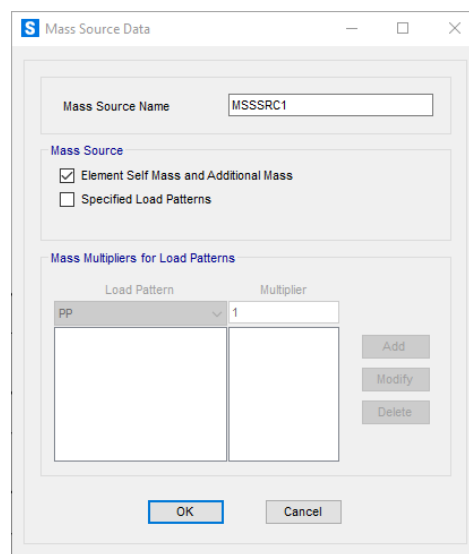 S Mass Source Data
Mass Source Name MSSSRC1
Mass Source
Element Self Mass and Additional Mass
Specified Load Patterns
Mass Multipliers for Load Patterns
Load Pattern Multiplier
PP 1
Add
Modify
Delete
OK Cancel